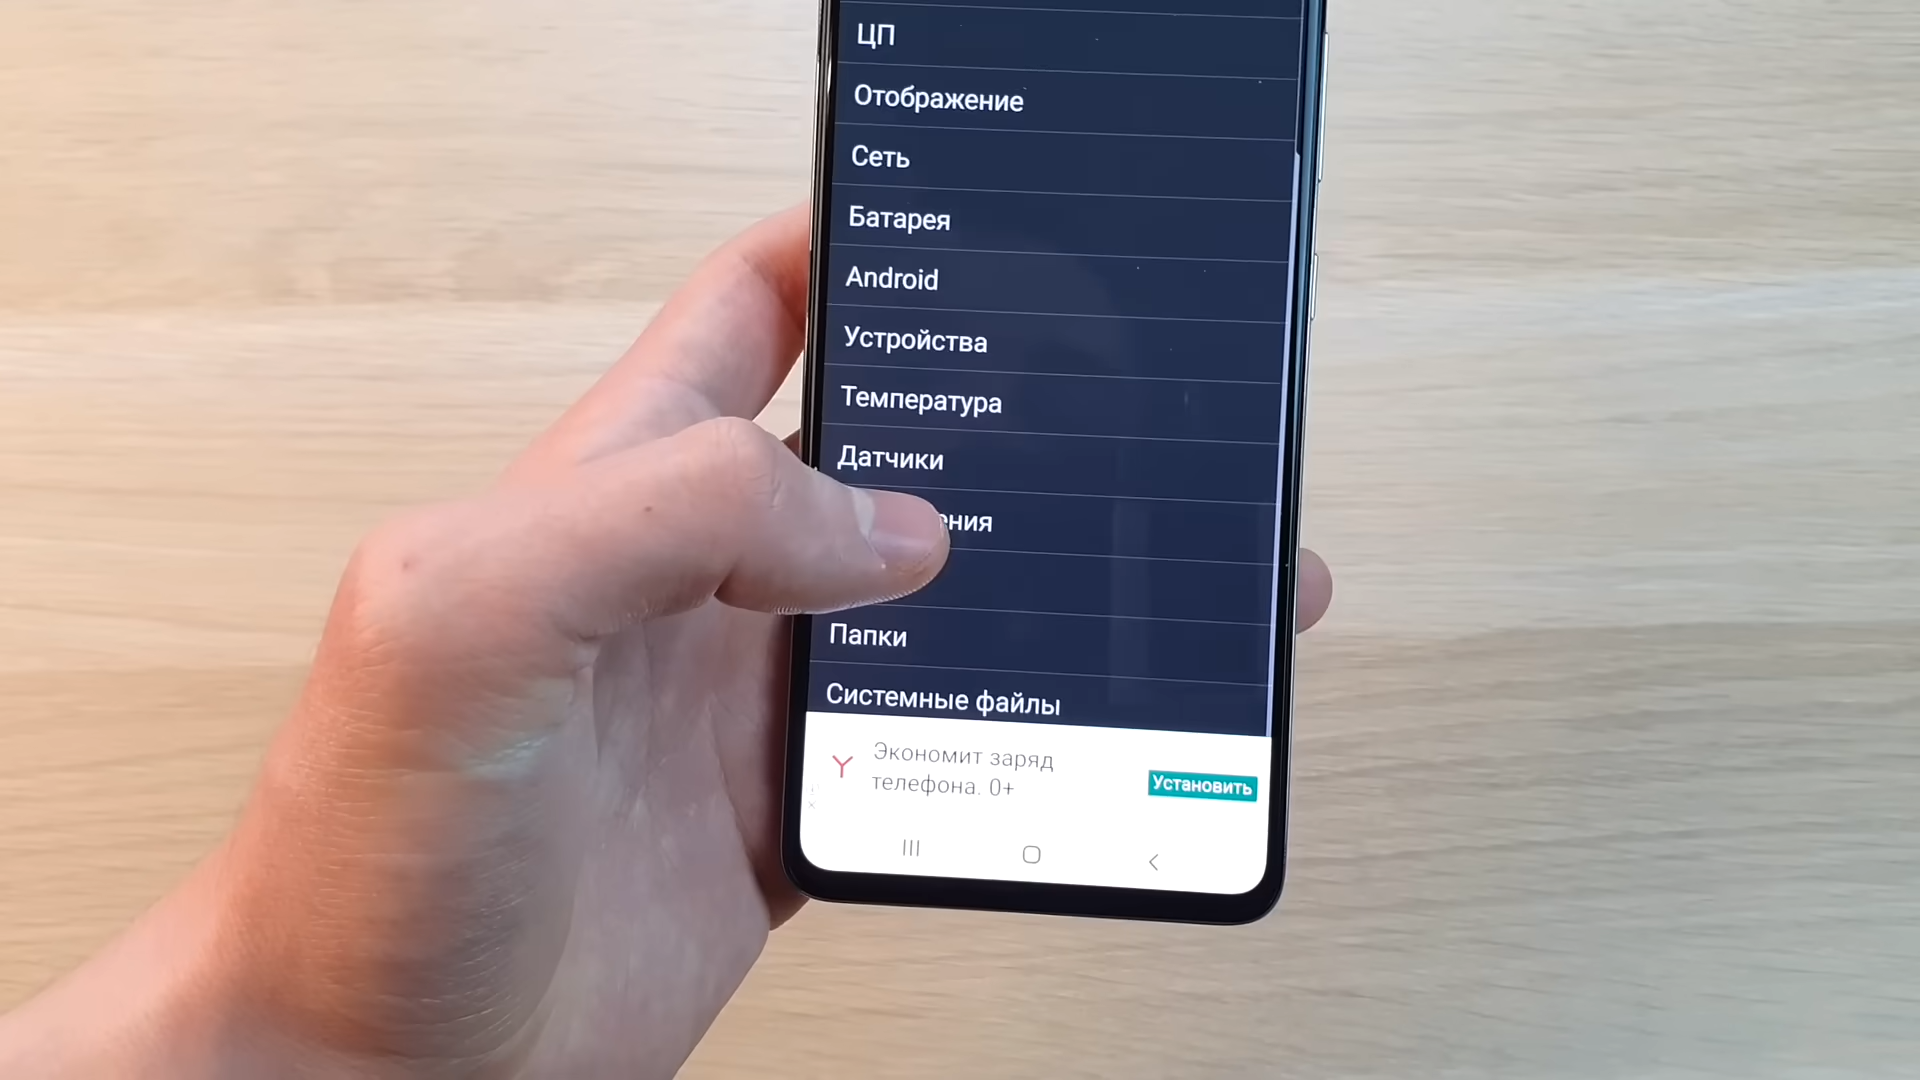 ЦП
Отображение
Сеть
Батарея
Android
Устройства
Температура
Датчики
Папки
Системные файлы
Экономит заряд
телефона. 0+
Установить